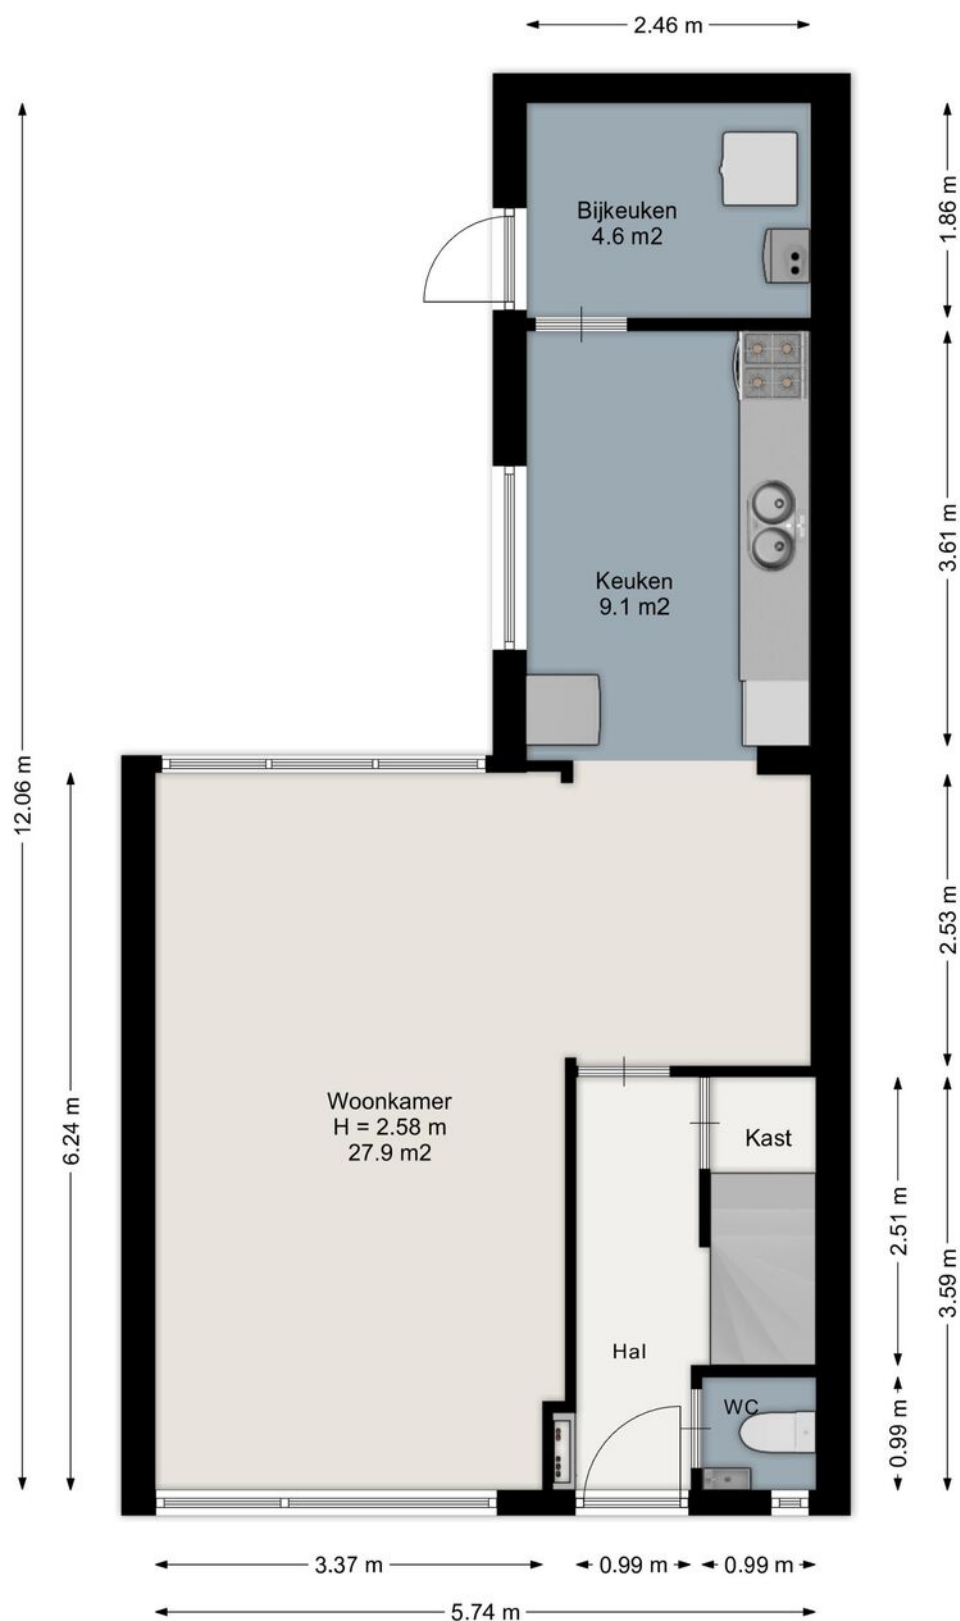 2.46 m
Bijkeuken
4.6 m2
1.86 m
Keuken
9.1 m2
3.61 m
12.06 m
6.24 m
2.53 m
Woonkamer
H = 2.58 m
27.9 m2
Kast
2.51 m
3.59 m
Hal
WC
0.99 m
3.37 m
0.99 m
0.99 m
5.74 m